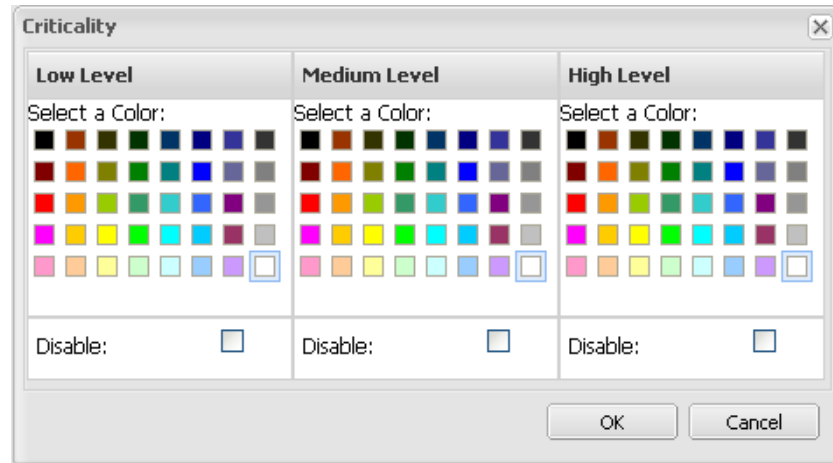 Criticality
Low Level Medium Level High Level
Select a Color: Select a Color: Select a Color:
Disable: Disable: Disable:
OK Cancel